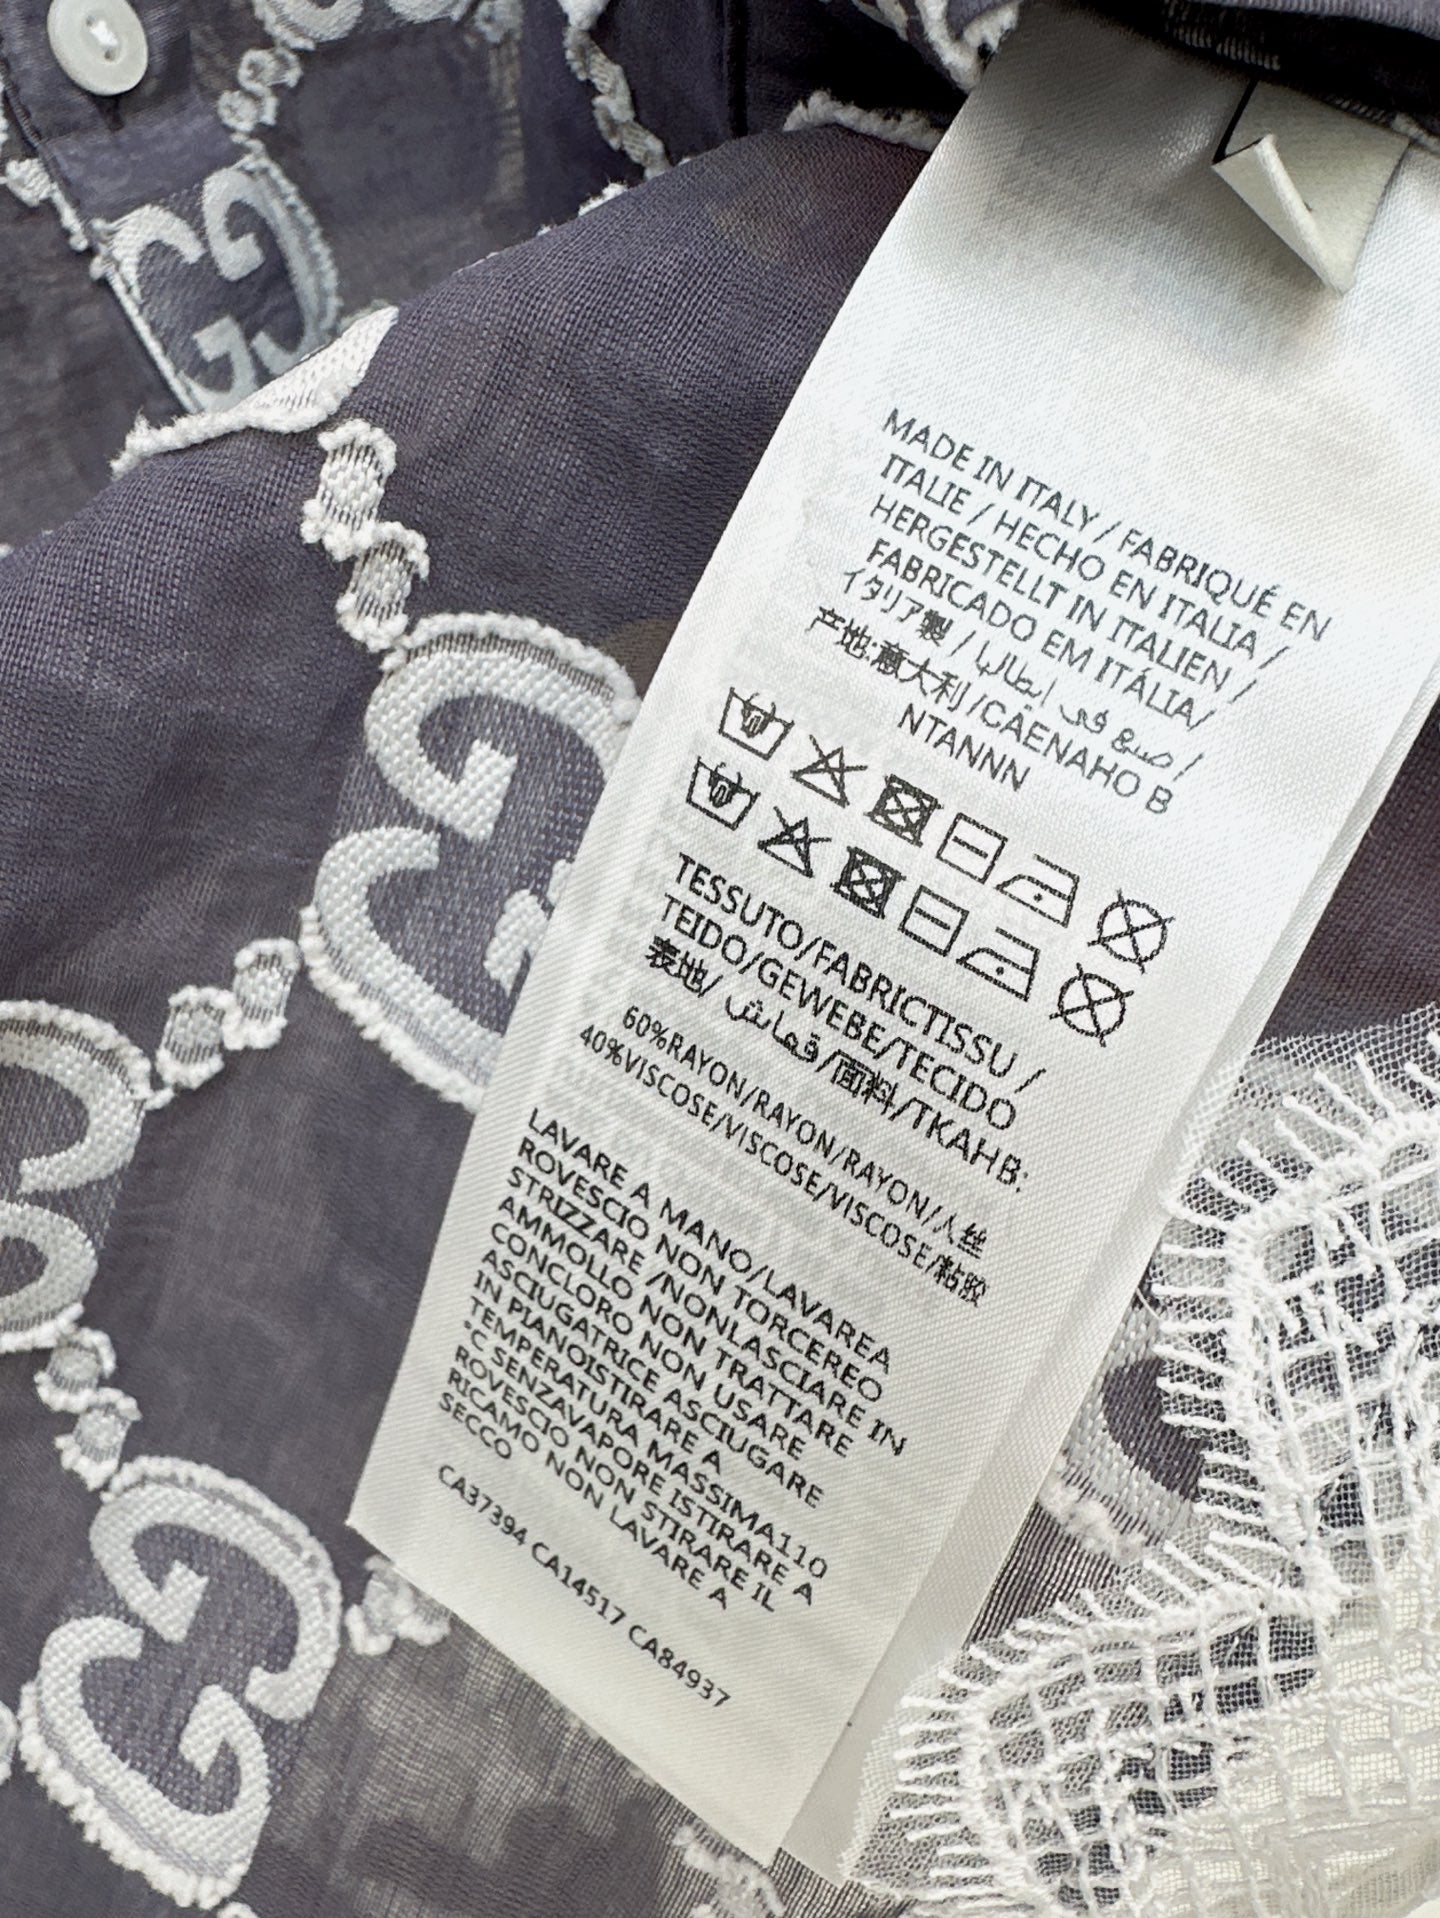 MADE IN ITALY / FABRIQUÉ EN
ITALIE / HECHO EN ITALIA /
HERGESTELLT IN ITALIEN /
FABRICADO EM ITÁLIA/
イタリア製 / صنع في إيطاليا /
产地:意大利/CAENAHO B
NTANNN
TESSUTO/FABRICTISSU /
TEIDO/GEWEBE/TECIDO
表地/ قماش/面料/TKAHB:
60%RAYON/RAYON/RAYON/人丝
40%VISCOSE/VISCOSE/VISCOSE/粘胶
LAVARE A MANO/LAVAREA
ROVESCIO NON TORCEREO
STRIZZARE /NONLASCIARE IN
AMMOLLO NON TRATTARE
CONCLORO NON USARE
ASCIUGATRICE ASCIUGARE
IN PIANOISTIRARE A
TEMPERATURA MASSIMA110
°C SENZAVAPORE ISTIRARE A
ROVESCIO NON STIRARE IL
RICAMO NON LAVARE A
SECCO
CA37394 CA14517 CA84937